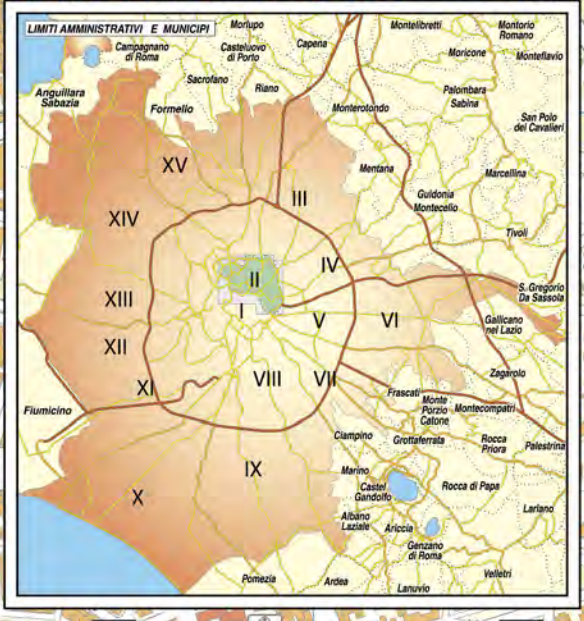 LIMITI AMMINISTRATIVI E MUNICIPI
Morlupo
Montelibretti
Montorio
Romano
Campagnano
di Roma
Casteluovo
di Porto
Capena
Moricone
Monteflavio
Sacrofano
Riano
Anguillara
Sabazia
Formello
Monterotondo
Palombara
Sabina
San Polo
dei Cavalieri
XV
Mentana
Marcellina
III
Guidonia
Montecelio
XIV
Tivoli
IV
II
S. Gregorio
Da Sassola
XIII
I
V
VI
Gallicano
nel Lazio
XII
Zagarolo
XI
VIII
VII
Frascati
Fiumicino
Monte
Porzio
Catone
Montecompatri
Ciampino
Grottaferrata
Rocca
Priora
Palestrina
IX
Marino
X
Castel
Gandolfo
Rocca di Papa
Lariano
Albano
Laziale
Ariccia
Genzano
di Roma
Velletri
Pomezia
Ardea
Lanuvio